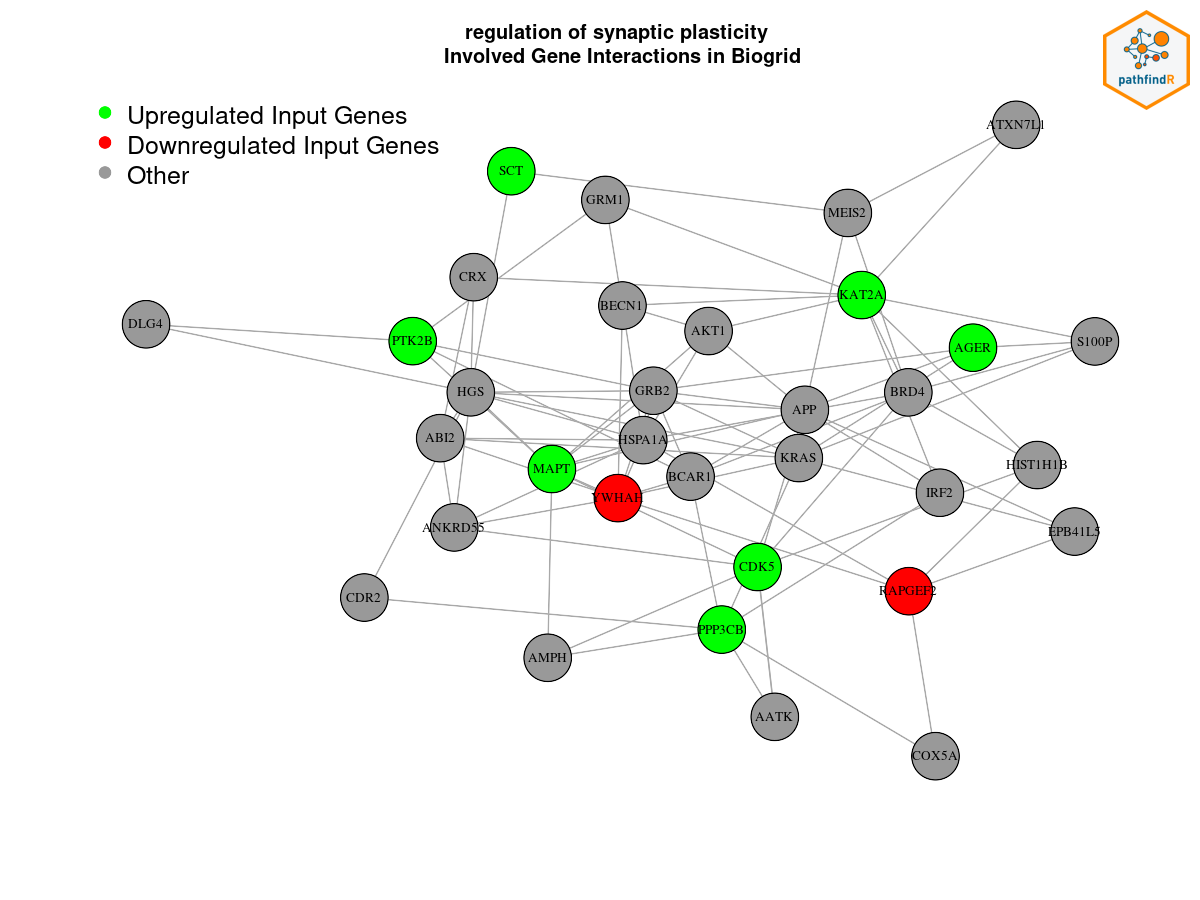 regulation of synaptic plasticity
Involved Gene Interactions in Biogrid
pathfindR
Upregulated Input Genes
Downregulated Input Genes
Other
ATXN7L1
SCT
GRM1
MEIS2
CRX
KAT2A
BECN1
DLG4
AKT1
PTK2B
AGER
S100P
HGS
GRB2
BRD4
APP
ABI2
HSPA1A
KRAS
HIST1H1B
MAPT
BCAR1
IRF2
YWHAH
ANKRD55
EPB41L5
CDK5
RAPGEF2
CDR2
PPP3CB
AMPH
AATK
COX5A